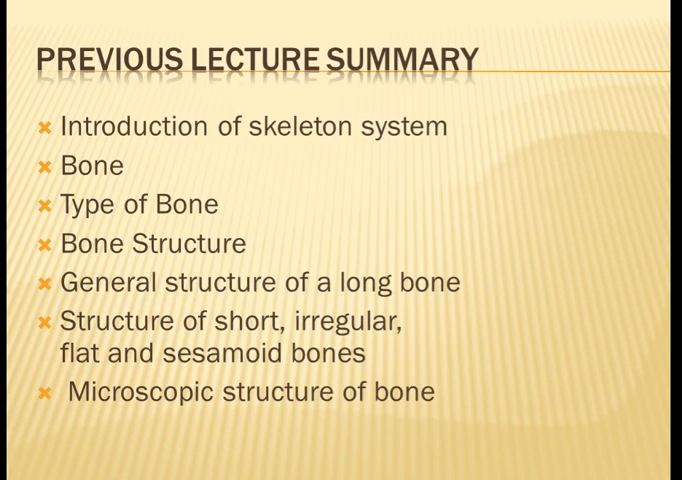 PREVIOUS LECTURE SUMMARY
Introduction of skeleton system
Bone
Type of Bone
Bone Structure
General structure of a long bone
Structure of short, irregular,
flat and sesamoid bones
Microscopic structure of bone